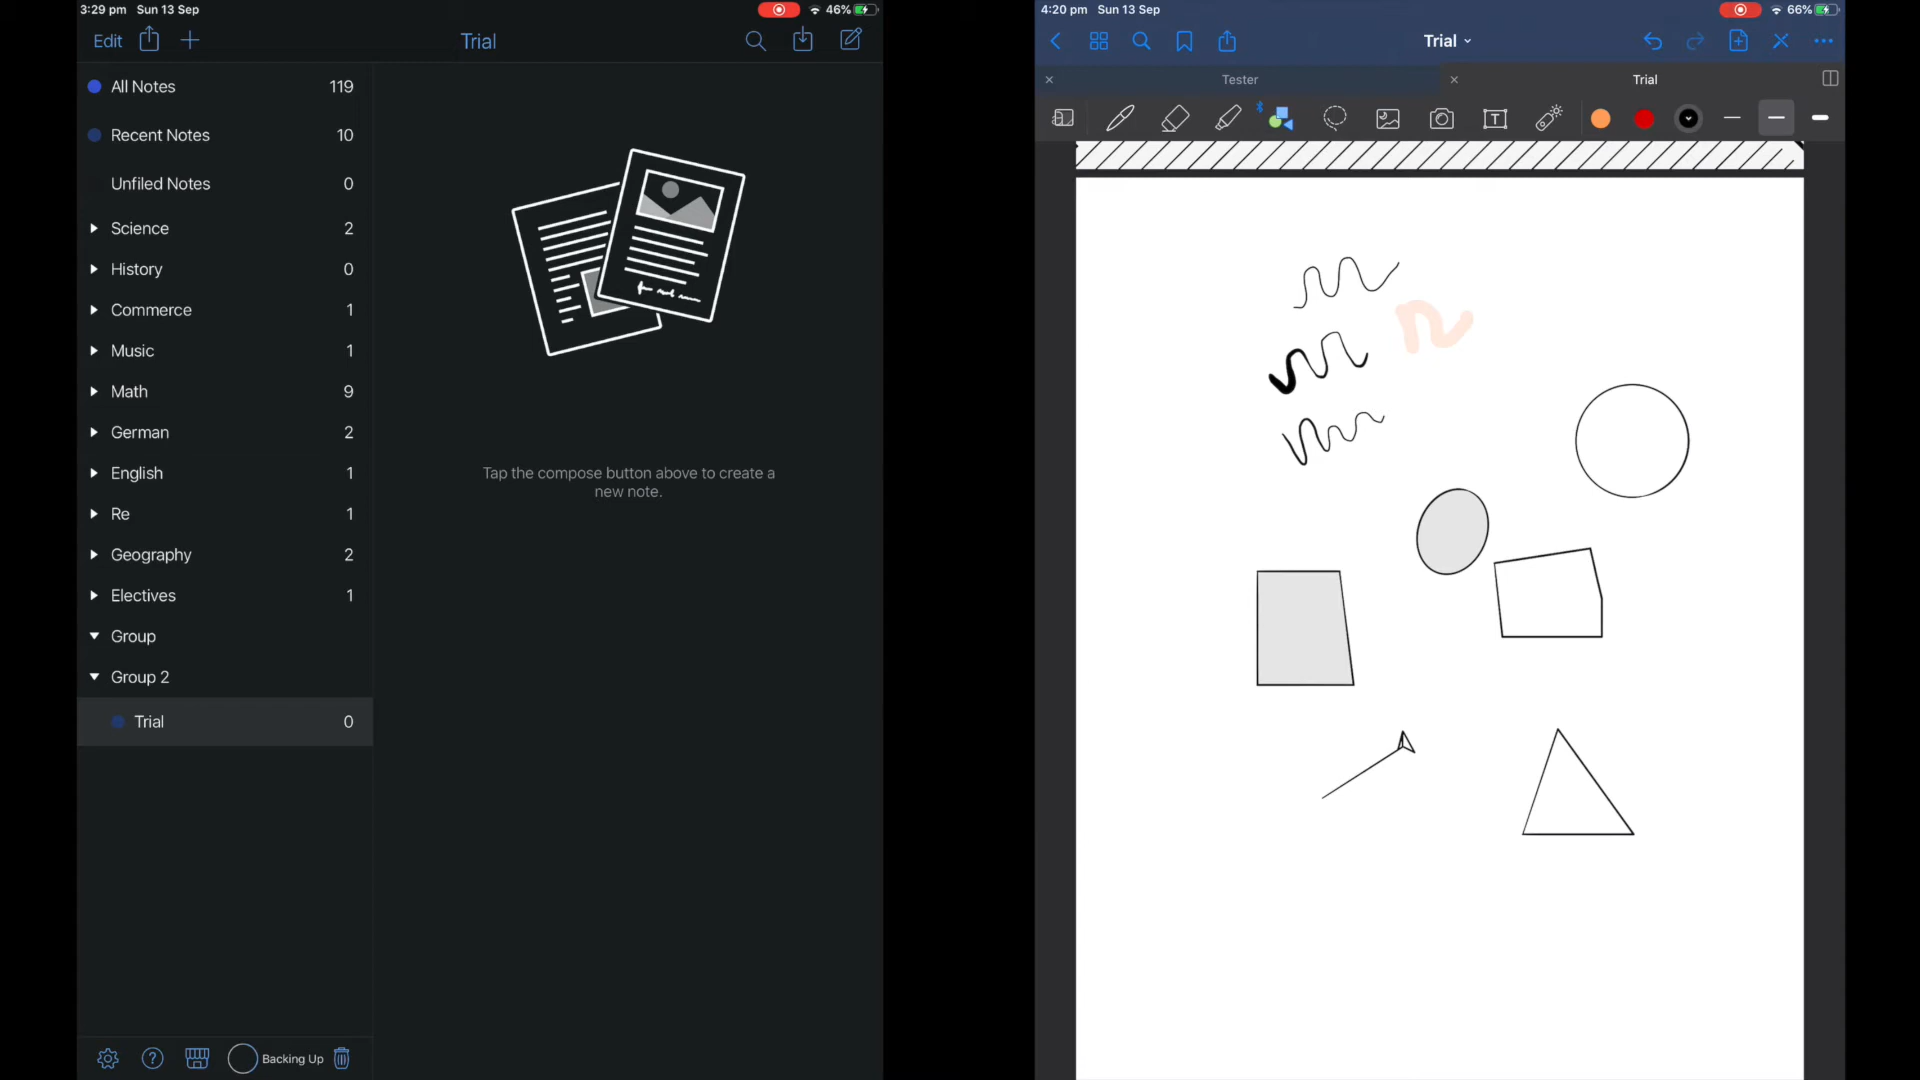 3:29 pm Sun 13 Sep
46%
Edit
Trial
All Notes 119
Recent Notes 10
Unfiled Notes 0
Science 2
History 0
Commerce 1
Music 1
Math 9
German 2
English 1
Re 1
Geography 2
Electives 1
Group
Group 2
Trial 0
Backing Up
Tap the compose button above to create a
new note.
4:20 pm Sun 13 Sep
66%
Trial
Tester
Trial
T